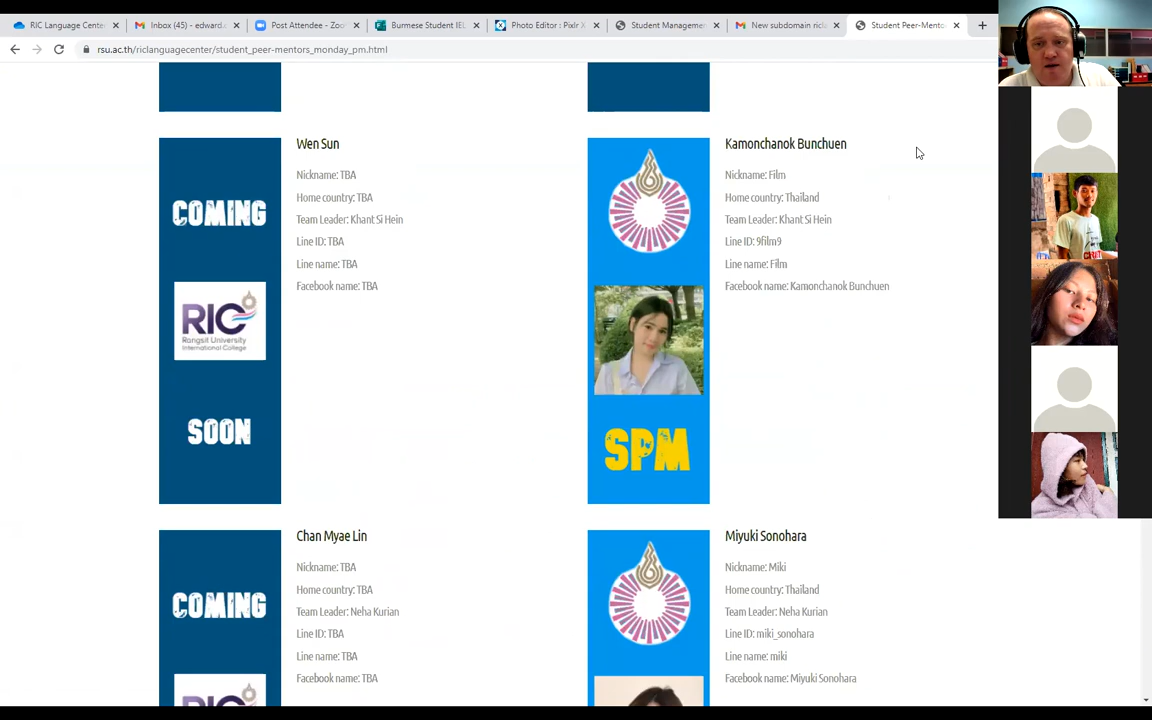 RIC Language Cente
Inbox (45) - edward.
Post Attendee - Zoo
Burmese Student IEL
Photo Editor : Pixlr X
Student Managemen
New subdomain ricla
Student Peer-Mento
rsu.ac.th/riclanguagecenter/student_peer-mentors_monday_pm.html
Wen Sun
Nickname: TBA
Home country: TBA
Team Leader: Khant Si Hein
Line ID: TBA
Line name: TBA
Facebook name: TBA
COMING
RIC
Rangsit University
International College
SOON
Kamonchanok Bunchuen
Nickname: Film
Home country: Thailand
Team Leader: Khant Si Hein
Line ID: 9film9
Line name: Film
Facebook name: Kamonchanok Bunchuen
SPM
Chan Myae Lin
Nickname: TBA
Home country: TBA
Team Leader: Neha Kurian
Line ID: TBA
Line name: TBA
Facebook name: TBA
COMING
RIC
Miyuki Sonohara
Nickname: Miki
Home country: Thailand
Team Leader: Neha Kurian
Line ID: miki_sonohara
Line name: miki
Facebook name: Miyuki Sonohara